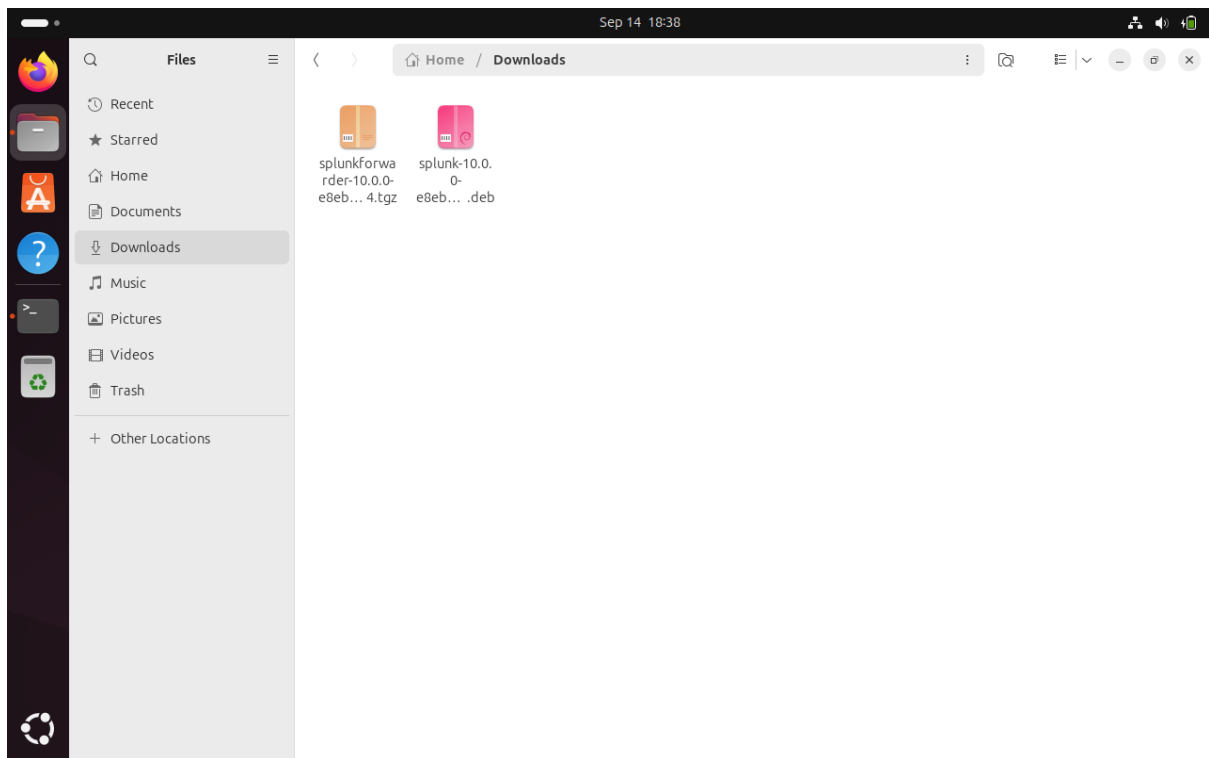 Sep 14 18:38
Files
Home / Downloads
Recent
Starred
Home
Documents
Downloads
Music
Pictures
Videos
Trash
+ Other Locations
splunkforwa
rder-10.0.0-
e8eb… 4.tgz
splunk-10.0.
0-
e8eb… .deb